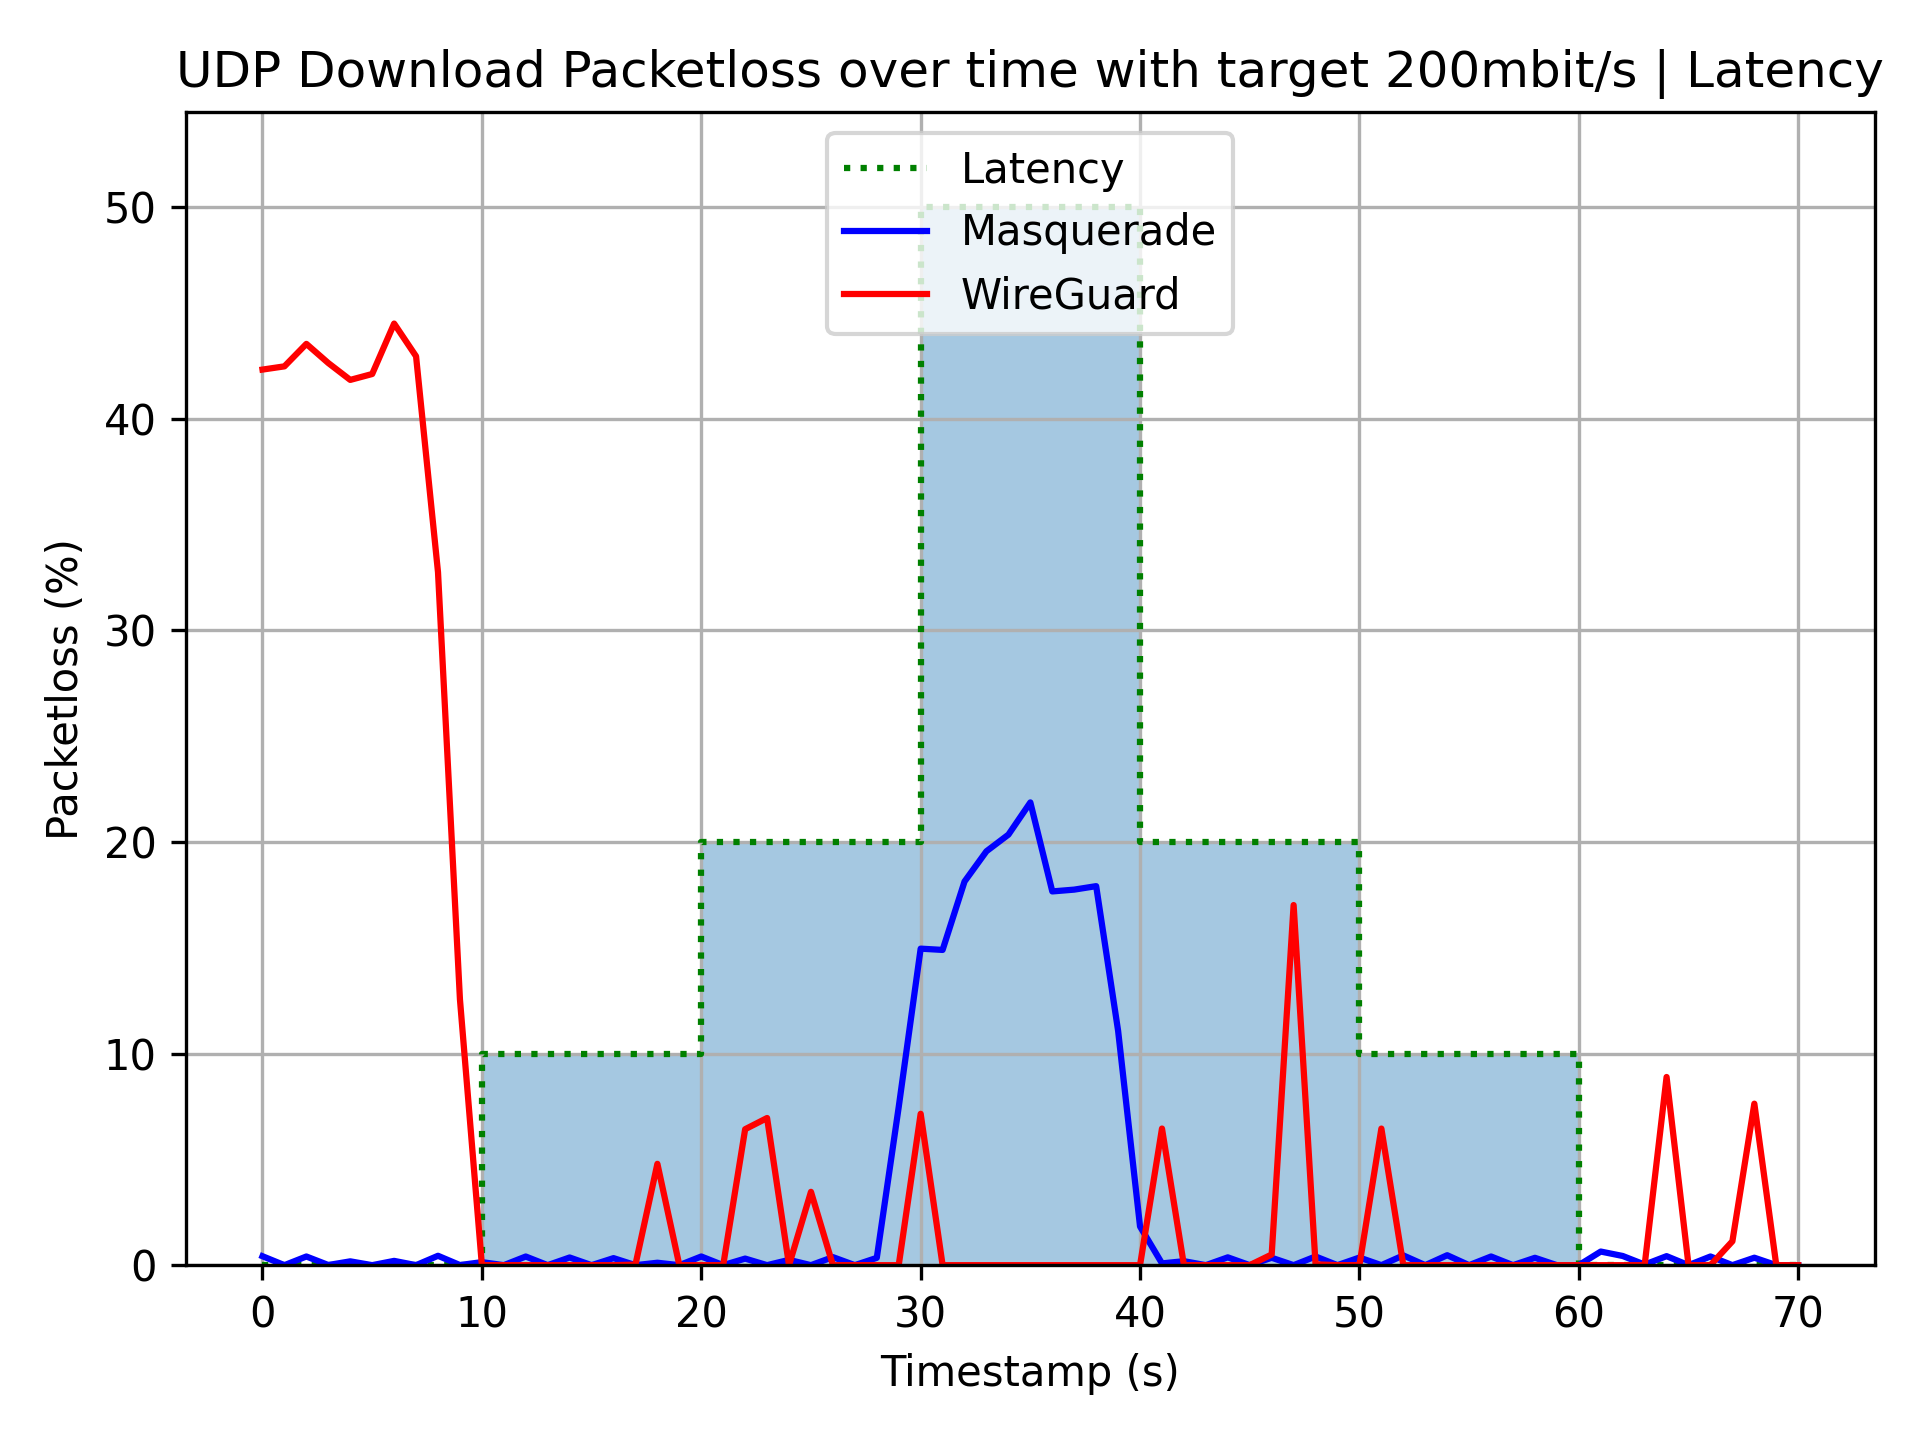 UDP Download Packetloss over time with target 200mbit/s | Latency
Latency
Masquerade
WireGuard
Packetloss (%)
50
40
30
20
10
0
0 10 20 30 40 50 60 70
Timestamp (s)